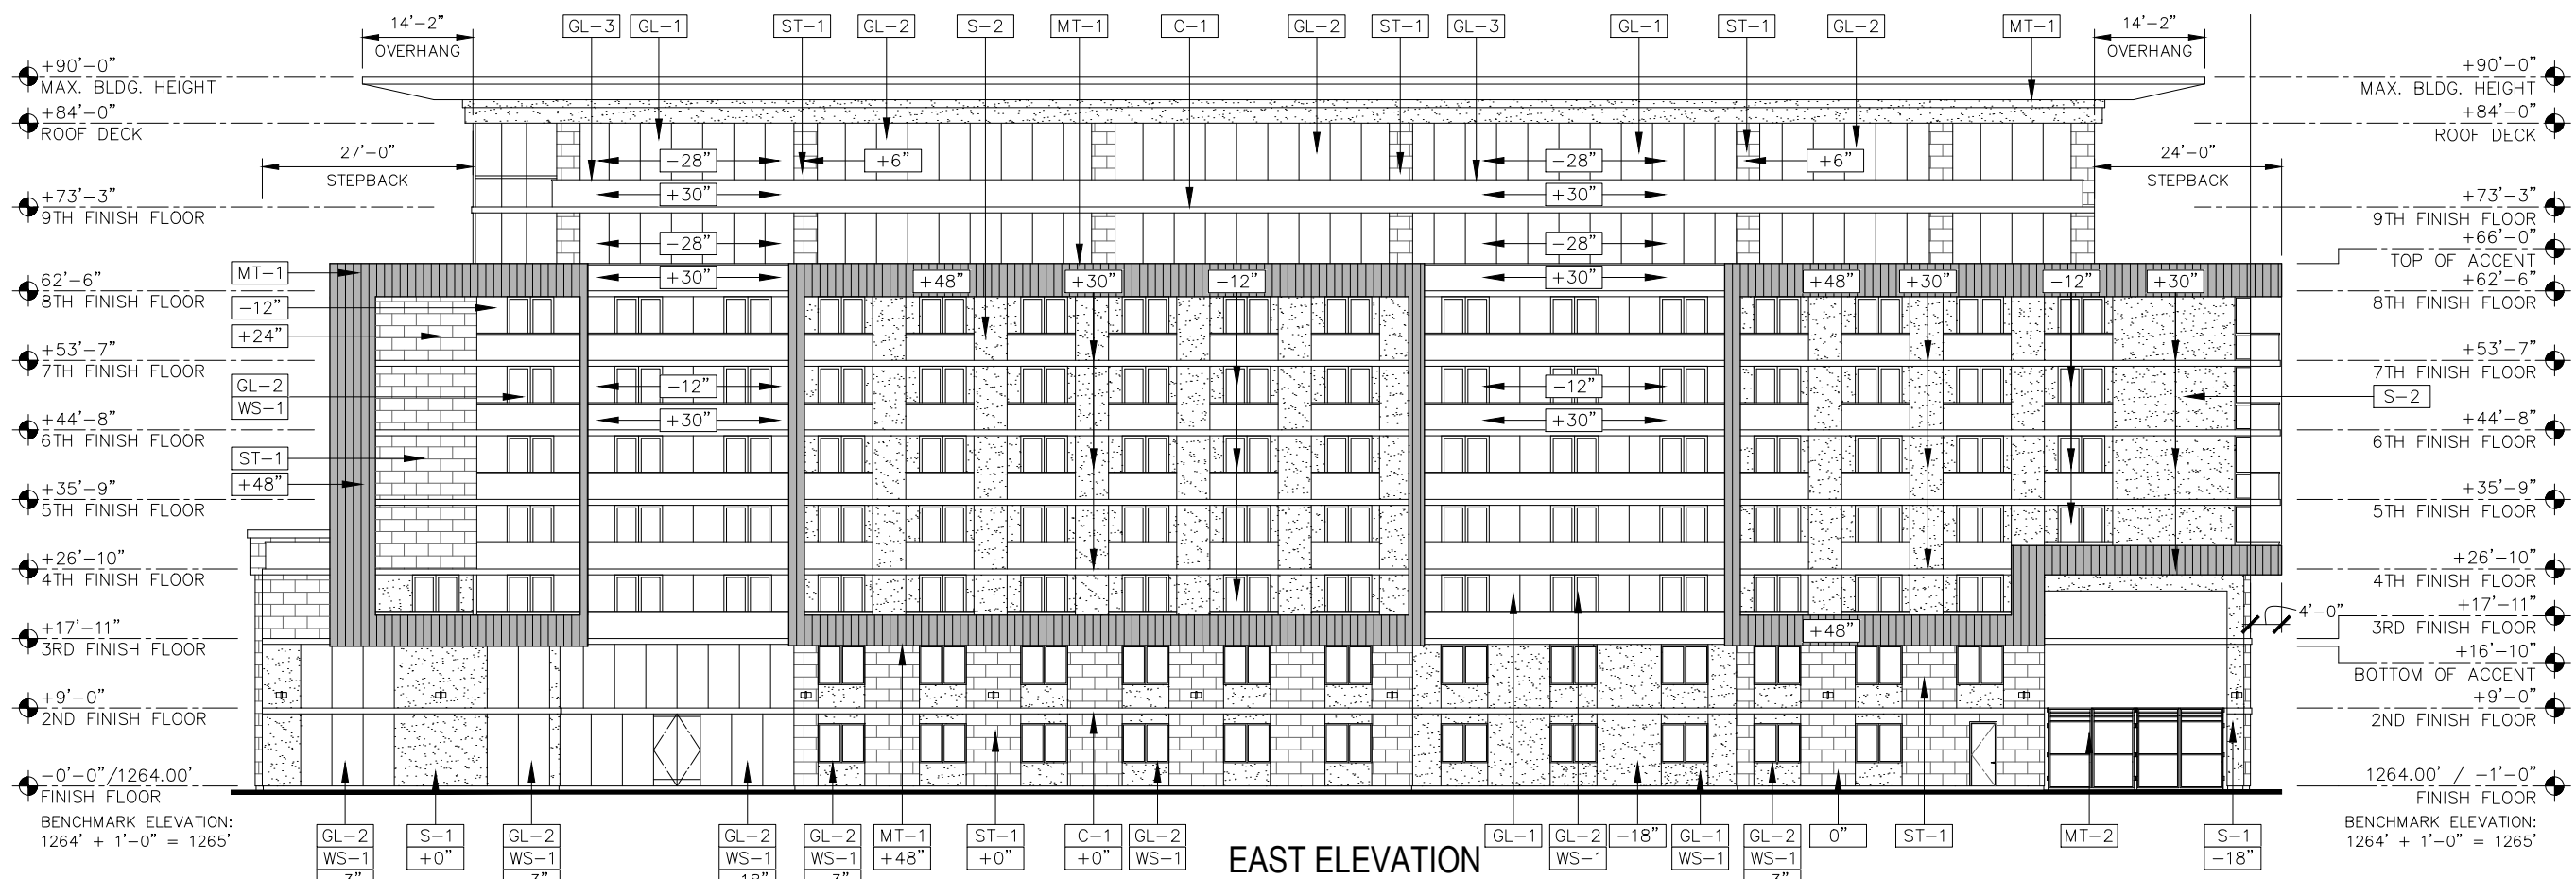 14'-2"
OVERHANG
GL-3
GL-1
ST-1
GL-2
S-2
MT-1
C-1
GL-2
ST-1
GL-3
GL-1
ST-1
GL-2
MT-1
14'-2"
OVERHANG
+90'-0"
MAX. BLDG. HEIGHT
+84'-0"
ROOF DECK
27'-0"
STEPBACK
+73'-3"
9TH FINISH FLOOR
62'-6"
8TH FINISH FLOOR
+53'-7"
7TH FINISH FLOOR
+44'-8"
6TH FINISH FLOOR
+35'-9"
5TH FINISH FLOOR
+26'-10"
4TH FINISH FLOOR
+17'-11"
3RD FINISH FLOOR
+9'-0"
2ND FINISH FLOOR
-0'-0"/1264.00'
FINISH FLOOR
BENCHMARK ELEVATION:
1264' + 1'-0" = 1265'
MT-1
-12"
+24"
GL-2
WS-1
ST-1
+48"
-28"
+6"
-28"
+6"
+30"
+30"
-28"
-28"
+30"
+48"
+30"
-12"
+30"
+48"
+30"
-12"
+30"
-12"
-12"
+30"
+30"
+48"
+90'-0"
MAX. BLDG. HEIGHT
+84'-0"
ROOF DECK
24'-0"
STEPBACK
+73'-3"
9TH FINISH FLOOR
+66'-0"
TOP OF ACCENT
+62'-6"
8TH FINISH FLOOR
+53'-7"
7TH FINISH FLOOR
S-2
+44'-8"
6TH FINISH FLOOR
+35'-9"
5TH FINISH FLOOR
+26'-10"
4TH FINISH FLOOR
4'-0"
+17'-11"
3RD FINISH FLOOR
+16'-10"
BOTTOM OF ACCENT
+9'-0"
2ND FINISH FLOOR
1264.00' / -1'-0"
FINISH FLOOR
BENCHMARK ELEVATION:
1264' + 1'-0" = 1265'
GL-2
WS-1
S-1
+0"
GL-2
WS-1
GL-2
WS-1
GL-2
WS-1
MT-1
+48"
ST-1
+0"
C-1
+0"
GL-2
WS-1
EAST ELEVATION
GL-1
GL-2
WS-1
-18"
GL-1
WS-1
GL-2
WS-1
0"
ST-1
MT-2
S-1
-18"